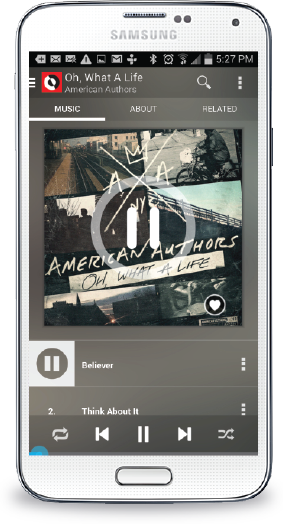 SAMSUNG
5:27 PM
Oh, What A Life
American Authors
MUSIC ABOUT RELATED
A A
NY
AMERICAN AUTHORS
OH, WHAT A LIFE
Believer
2. Think About It